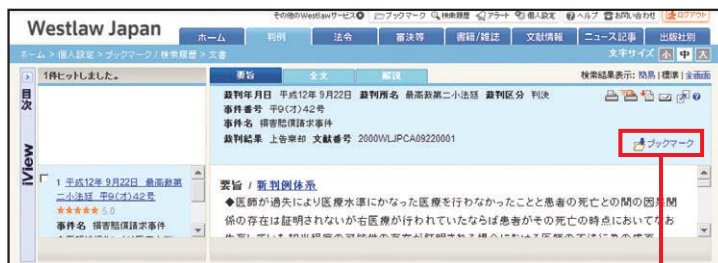 その他のWestlawサービス ブックマーク 検索履歴 アラート 個人設定 ヘルプ お問い合わせ ログアウト
Westlaw Japan
ホーム 判例 法令 審決等 書籍/雑誌 文献情報 ニュース記事 出版社別
ホーム > 個人設定 > ブックマーク / 検索履歴 > 文書
文字サイズ 小 中 大
1件ヒットしました。
要旨 全文 解説
検索結果表示: 簡易 | 標準 | 全画面
目次
iView
裁判年月日 平成12年 9月22日 裁判所名 最高裁第二小法廷 裁判区分 判決
事件番号 平9(オ)42号
事件名 損害賠償請求事件
裁判結果 上告棄却 文献番号 2000WLJPCA09220001
ブックマーク
1 平成12年 9月22日 最高裁第
二小法廷 平9(オ)42号
★★★★★ 5.0
事件名 損害賠償請求事件
要旨 / 新判例体系
◆医師が過失により医療水準にかなった医療を行わなかったことと患者の死亡との間の因果関
係の存在は証明されないが右医療が行われていたならば患者がその死亡の時点においてなお